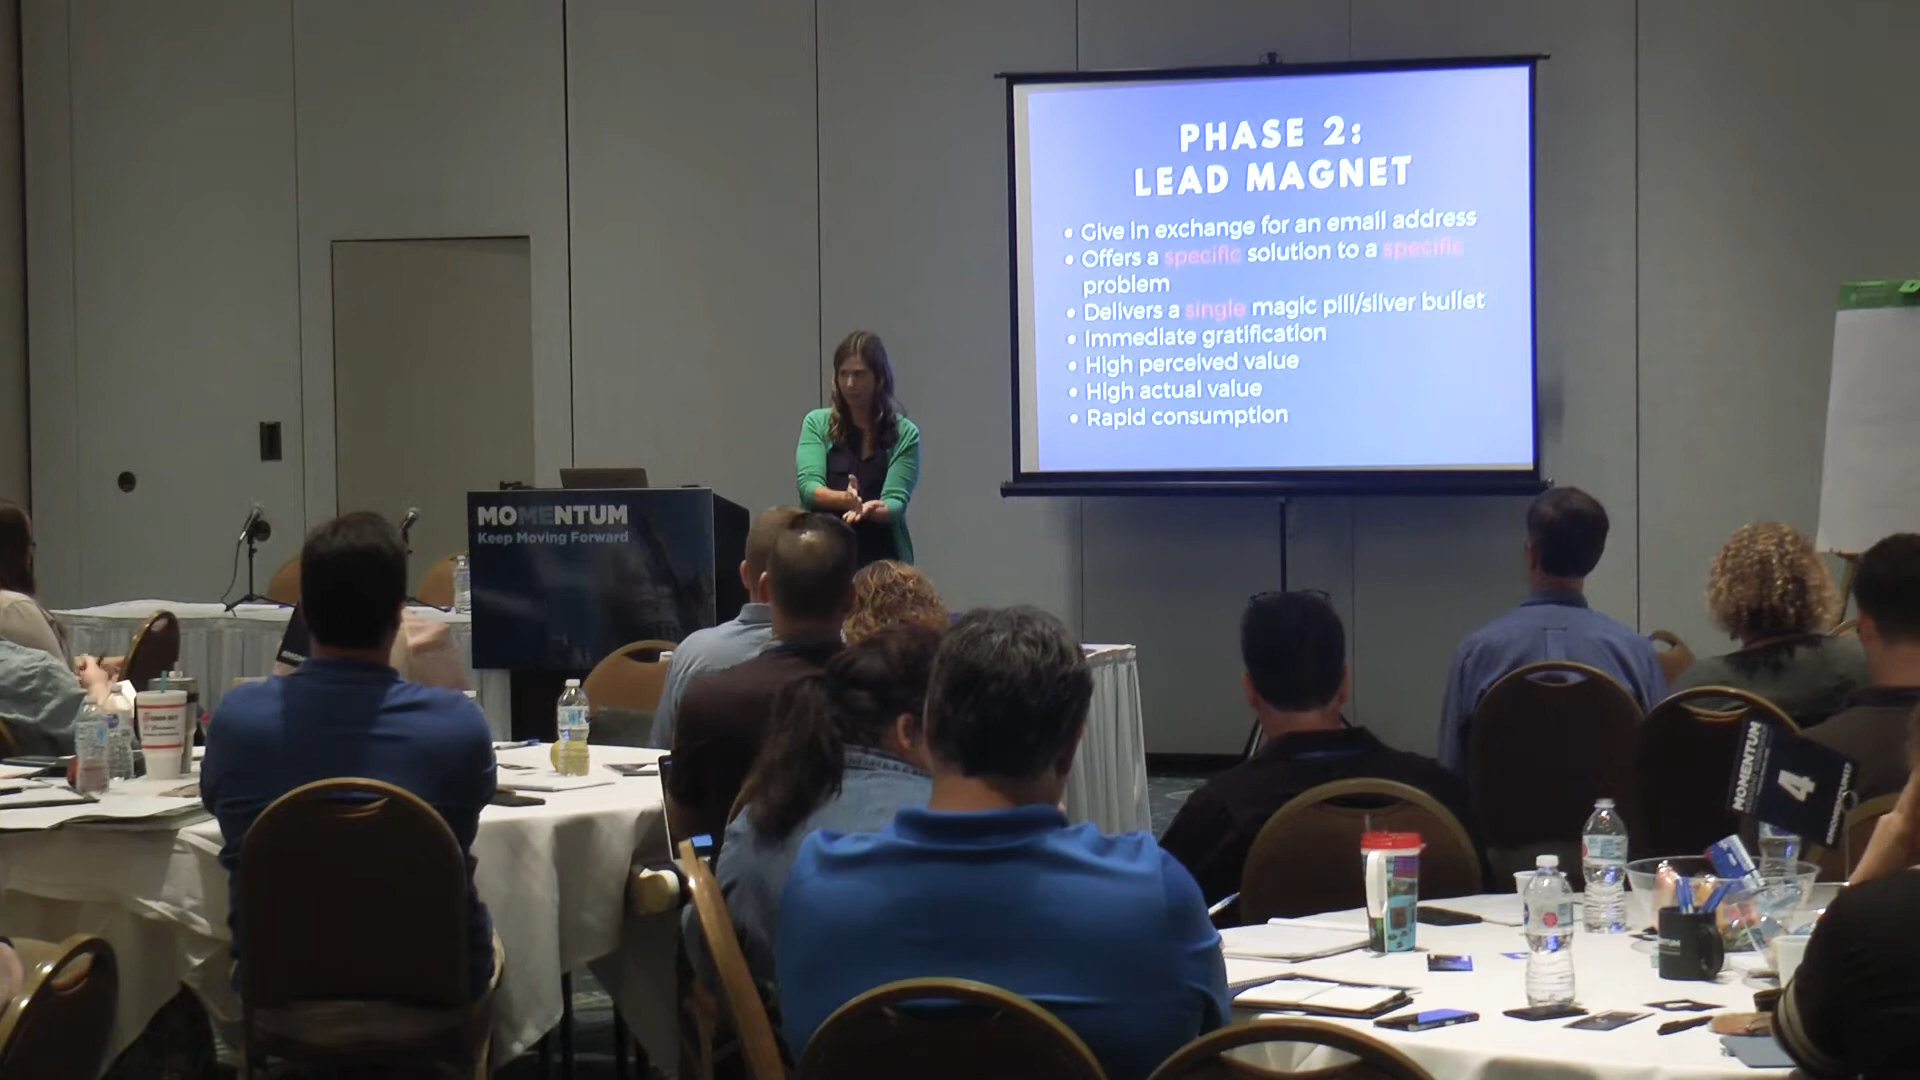 PHASE 2:
LEAD MAGNET
• Give in exchange for an email address
• Offers a specific solution to a specific
problem
• Delivers a single magic pill/silver bullet
• Immediate gratification
• High perceived value
• High actual value
• Rapid consumption
MOMENTUM
Keep Moving Forward
MOMENTUM
4